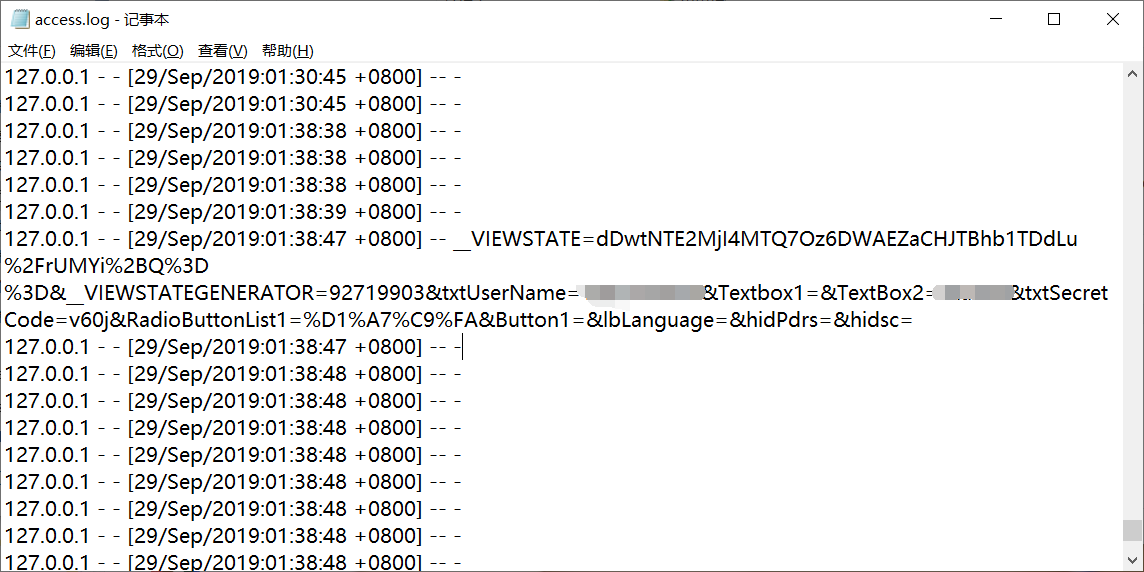 access.log - 记事本
文件(F) 编辑(E) 格式(O) 查看(V) 帮助(H)
127.0.0.1 - - [29/Sep/2019:01:30:45 +0800] -- -
127.0.0.1 - - [29/Sep/2019:01:30:45 +0800] -- -
127.0.0.1 - - [29/Sep/2019:01:38:38 +0800] -- -
127.0.0.1 - - [29/Sep/2019:01:38:38 +0800] -- -
127.0.0.1 - - [29/Sep/2019:01:38:38 +0800] -- -
127.0.0.1 - - [29/Sep/2019:01:38:39 +0800] -- -
127.0.0.1 - - [29/Sep/2019:01:38:47 +0800] -- __VIEWSTATE=dDwtNTE2MjI4MTQ7Oz6DWAEZaCHJTBhb1TDdLu
%2FrUMYi%2BQ%3D
%3D&__VIEWSTATEGENERATOR=92719903&txtUserName= &Textbox1=&TextBox2= &txtSecret
Code=v60j&RadioButtonList1=%D1%A7%C9%FA&Button1=&lbLanguage=&hidPdrs=&hidsc=
127.0.0.1 - - [29/Sep/2019:01:38:47 +0800] -- -
127.0.0.1 - - [29/Sep/2019:01:38:48 +0800] -- -
127.0.0.1 - - [29/Sep/2019:01:38:48 +0800] -- -
127.0.0.1 - - [29/Sep/2019:01:38:48 +0800] -- -
127.0.0.1 - - [29/Sep/2019:01:38:48 +0800] -- -
127.0.0.1 - - [29/Sep/2019:01:38:48 +0800] -- -
127.0.0.1 - - [29/Sep/2019:01:38:48 +0800] -- -
127.0.0.1 - - [29/Sep/2019:01:38:48 +0800] -- -
127.0.0.1 - - [29/Sep/2019:01:38:48 +0800] -- -